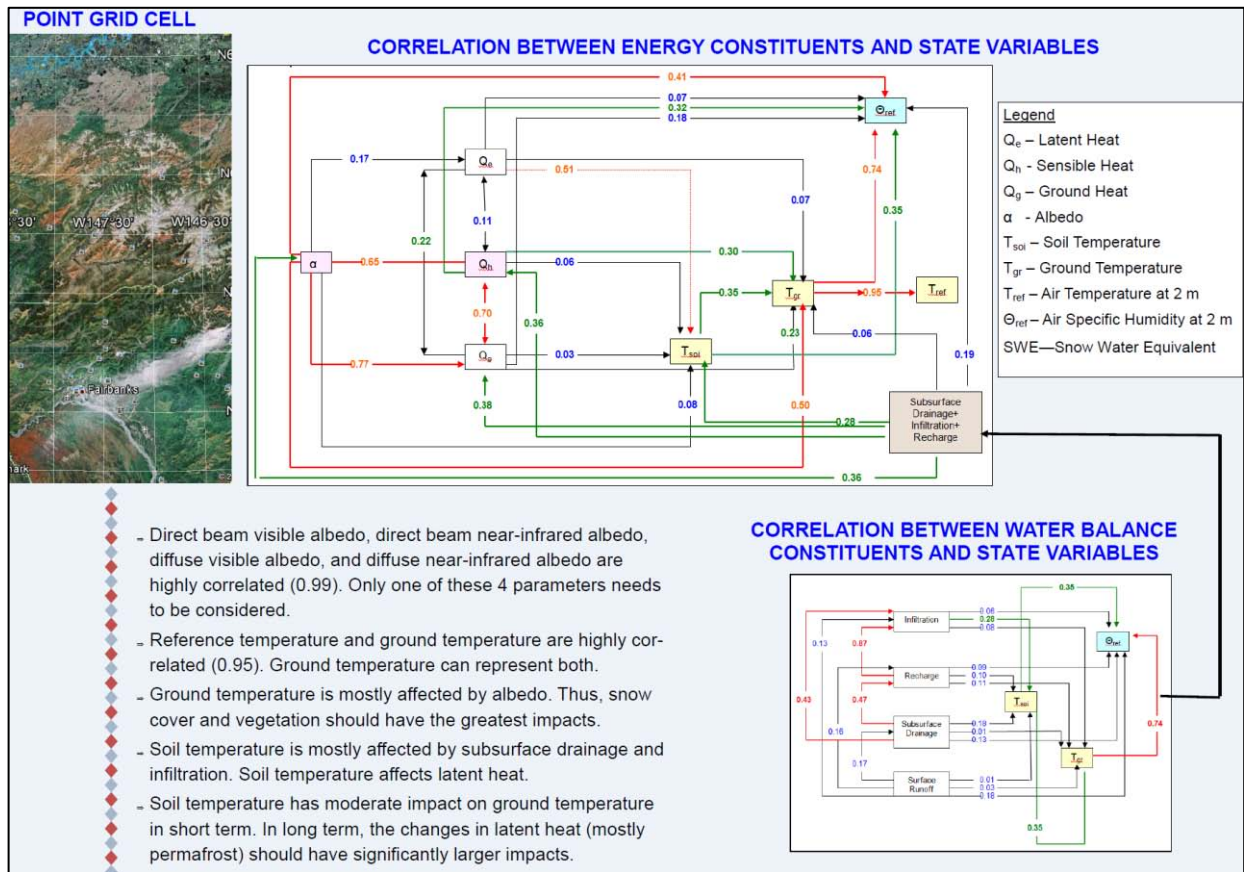 POINT GRID CELL
N6
N6
3°30'
W147°30'
W146°30'
N
Fairbanks
N
mark
CORRELATION BETWEEN ENERGY CONSTITUENTS AND STATE VARIABLES
0.41
0.07
0.32
0.18
Θref
0.17
Qe
0.51
0.74
0.07
0.35
0.22
0.11
α
0.65
Qh
0.06
0.30
0.35
Tgr
0.95
Tref
0.36
0.70
0.23
0.06
0.19
0.77
Qg
0.03
Tsoi
0.38
0.08
0.50
0.28
Subsurface
Drainage+
Infiltration+
Recharge
0.36
Legend
Qe – Latent Heat
Qh - Sensible Heat
Qg – Ground Heat
α - Albedo
Tsoi – Soil Temperature
Tgr – Ground Temperature
Tref – Air Temperature at 2 m
Θref – Air Specific Humidity at 2 m
SWE—Snow Water Equivalent
Direct beam visible albedo, direct beam near-infrared albedo,
diffuse visible albedo, and diffuse near-infrared albedo are
highly correlated (0.99). Only one of these 4 parameters needs
to be considered.
Reference temperature and ground temperature are highly cor-
related (0.95). Ground temperature can represent both.
Ground temperature is mostly affected by albedo. Thus, snow
cover and vegetation should have the greatest impacts.
Soil temperature is mostly affected by subsurface drainage and
infiltration. Soil temperature affects latent heat.
Soil temperature has moderate impact on ground temperature
in short term. In long term, the changes in latent heat (mostly
permafrost) should have significantly larger impacts.
CORRELATION BETWEEN WATER BALANCE
CONSTITUENTS AND STATE VARIABLES
0.35
Infiltration
0.06
0.28
0.08
Θref
0.13
0.87
Recharge
0.09
0.10
0.11
0.43
0.47
Tsoi
0.74
0.16
Subsurface
Drainage
0.18
0.01
0.13
Tgr
0.17
Surface
Runoff
0.01
0.03
0.18
0.35